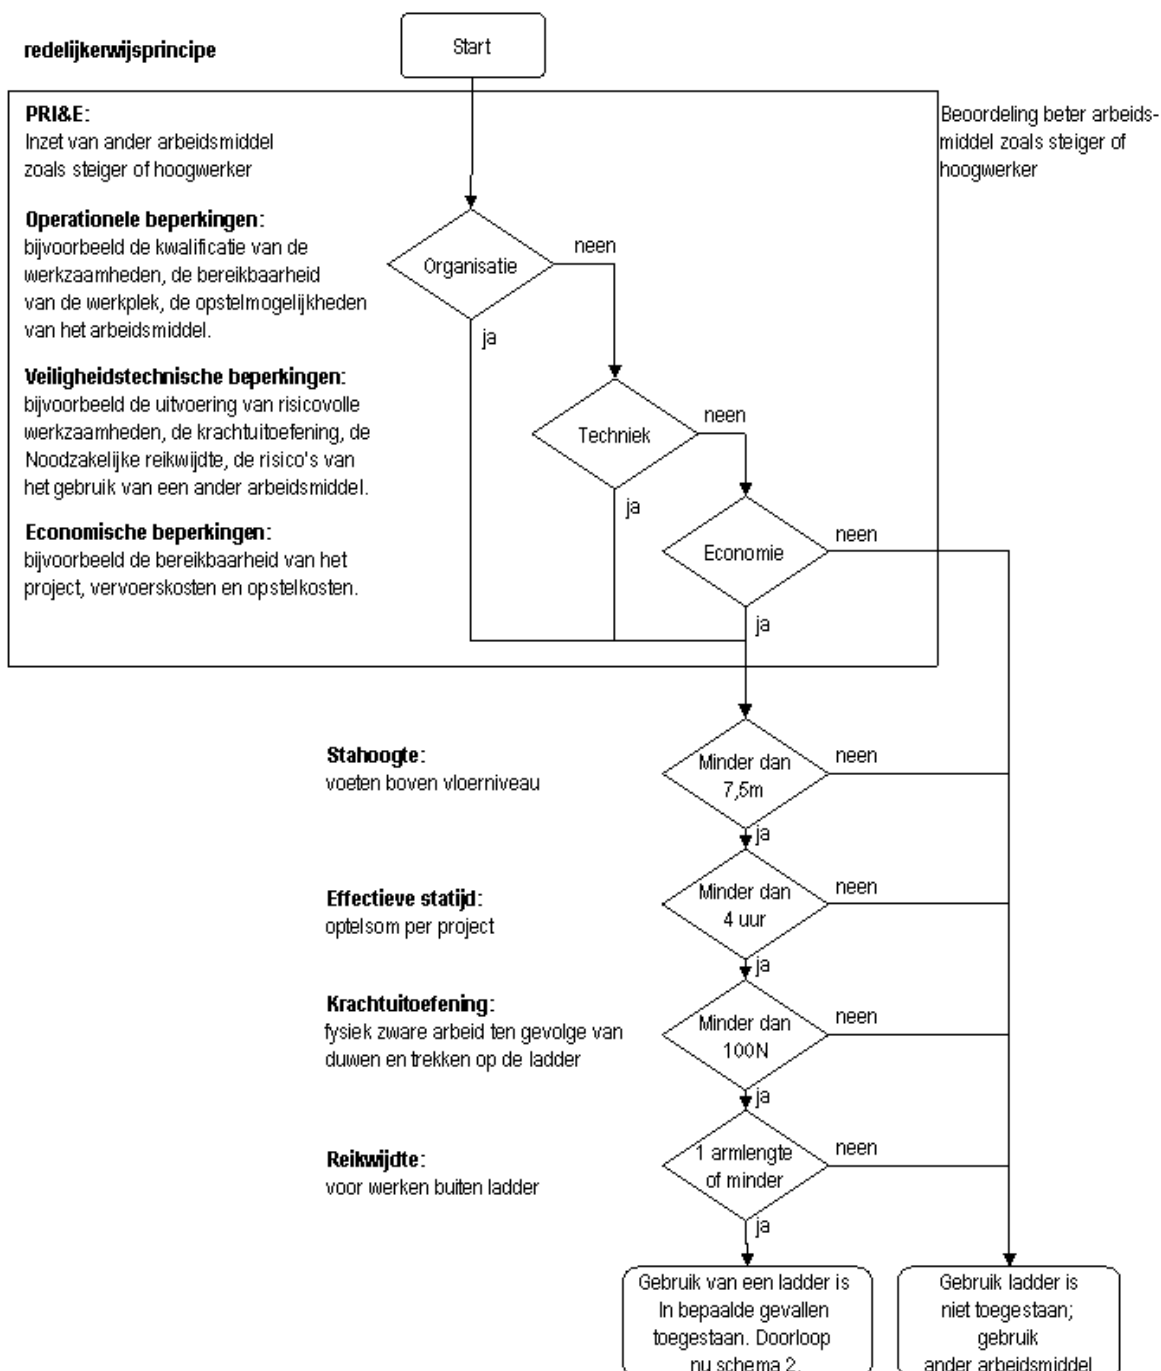 redelijkerwijsprincipe
Start
PRI&E:
Inzet van ander arbeidsmiddel
zoals steiger of hoogwerker
Beoordeling beter arbeids-
middel zoals steiger of
hoogwerker
Operationele beperkingen:
bijvoorbeeld de kwalificatie van de
werkzaamheden, de bereikbaarheid
van de werkplek, de opstelmogelijkheden
van het arbeidsmiddel.
Organisatie
neen
ja
Veiligheidstechnische beperkingen:
bijvoorbeeld de uitvoering van risicovolle
werkzaamheden, de krachtuitoefening, de
Noodzakelijke reikwijdte, de risico's van
het gebruik van een ander arbeidsmiddel.
Techniek
neen
ja
Economische beperkingen:
bijvoorbeeld de bereikbaarheid van het
project, vervoerskosten en opstelkosten.
Economie
neen
ja
Stahoogte:
voeten boven vloerniveau
Minder dan
7,5m
neen
ja
Effectieve statijd:
optelsom per project
Minder dan
4 uur
neen
ja
Krachtuitoefening:
fysiek zware arbeid ten gevolge van
duwen en trekken op de ladder
Minder dan
100N
neen
ja
Reikwijdte:
voor werken buiten ladder
1 armlengte
of minder
neen
ja
Gebruik van een ladder is
In bepaalde gevallen
toegestaan. Doorloop
nu schema 2.
Gebruik ladder is
niet toegestaan;
gebruik
ander arbeidsmiddel